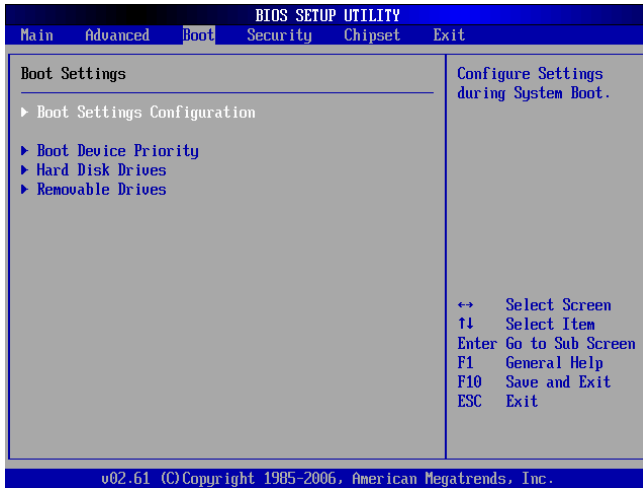 BIOS SETUP UTILITY
Main Advanced Boot Security Chipset Exit
Boot Settings
▶ Boot Settings Configuration
▶ Boot Device Priority
▶ Hard Disk Drives
▶ Removable Drives
Configure Settings
during System Boot.
↔ Select Screen
↑↓ Select Item
Enter Go to Sub Screen
F1 General Help
F10 Save and Exit
ESC Exit
v02.61 (C)Copyright 1985-2006, American Megatrends, Inc.